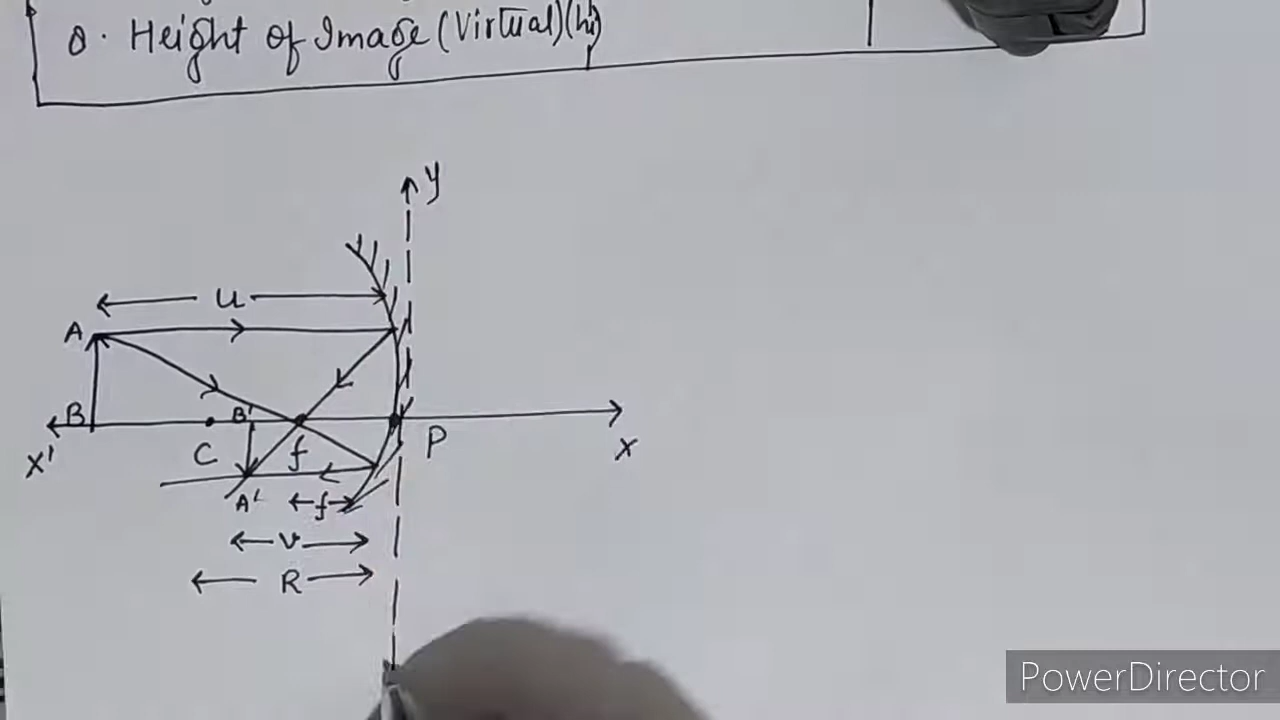 8. Height of Image (Virtual) (hi)
y
U
A
B
B'
C
f
P
X'
X
A'
f
v
R
PowerDirector